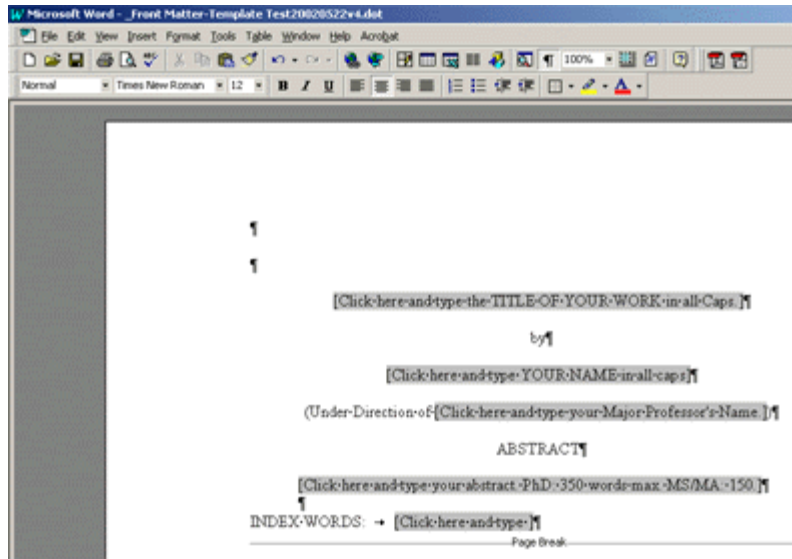 Microsoft Word - _Front Matter-Template Test20020522v4.dot
File Edit View Insert Format Tools Table Window Help Acrobat
100%
Normal Times New Roman 12 B I U A
[Click here and type the TITLE OF YOUR WORK in all Caps.]¶
by¶
[Click here and type YOUR NAME in all caps]¶
(Under Direction of [Click here and type your Major Professor's Name.])¶
ABSTRACT¶
[Click here and type your abstract. PhD: 350 words max. MS/MA: 150.]¶
INDEX WORDS: → [Click here and type ]¶
Page Break